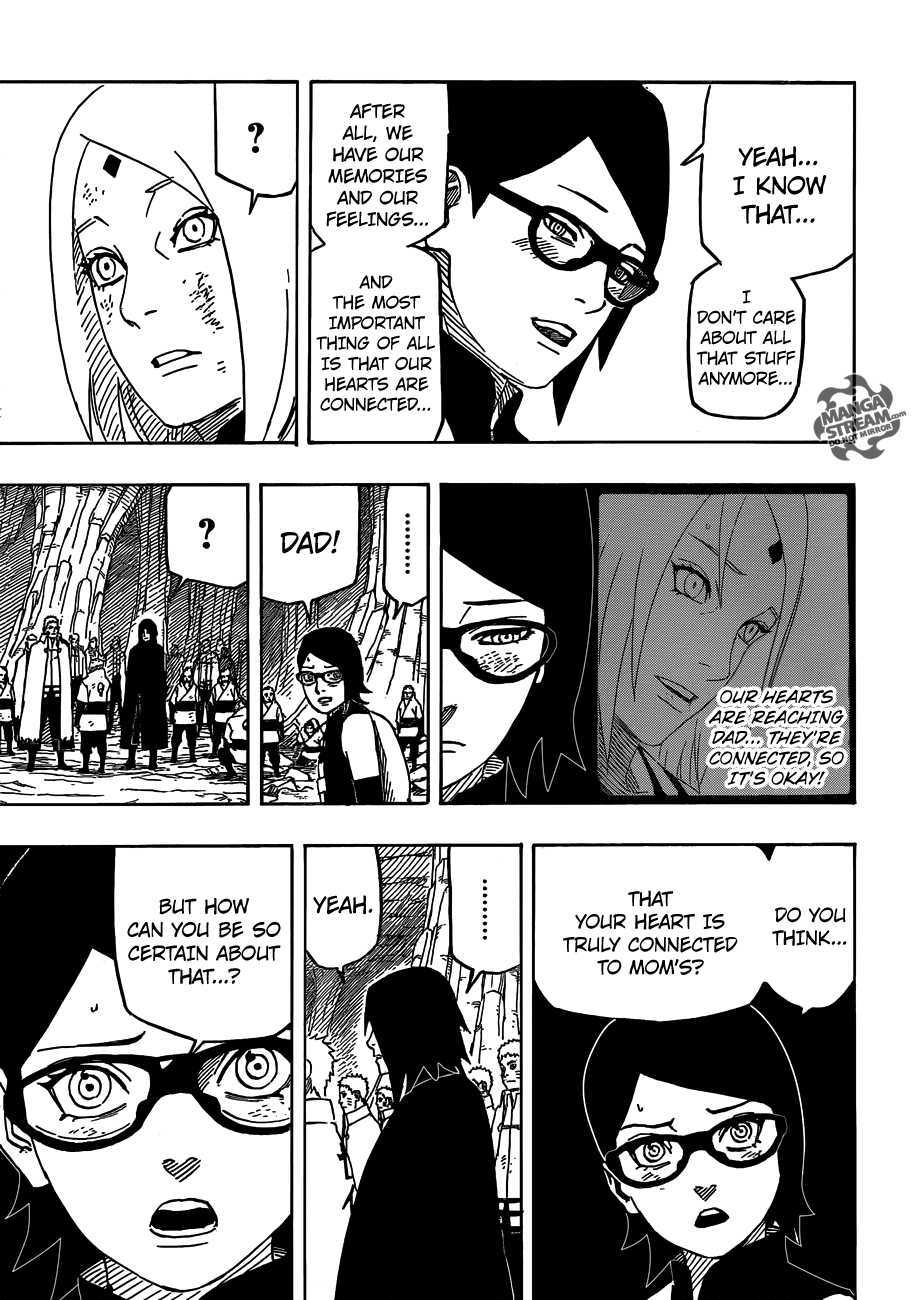 YEAH...
I KNOW
THAT...
I
DON'T CARE
ABOUT ALL
THAT STUFF
ANYMORE...
AFTER
ALL, WE
HAVE OUR
MEMORIES
AND OUR
FEELINGS...
AND
THE MOST
IMPORTANT
THING OF ALL
IS THAT OUR
HEARTS ARE
CONNECTED...
?
MANGA
STREAM.com
DO NOT MIRROR
OUR HEARTS
ARE REACHING
DAD... THEY'RE
CONNECTED, SO
IT'S OKAY!
.........
DAD!
?
DO YOU
THINK...
THAT
YOUR HEART IS
TRULY CONNECTED
TO MOM'S?
.........
YEAH.
BUT HOW
CAN YOU BE SO
CERTAIN ABOUT
THAT...?